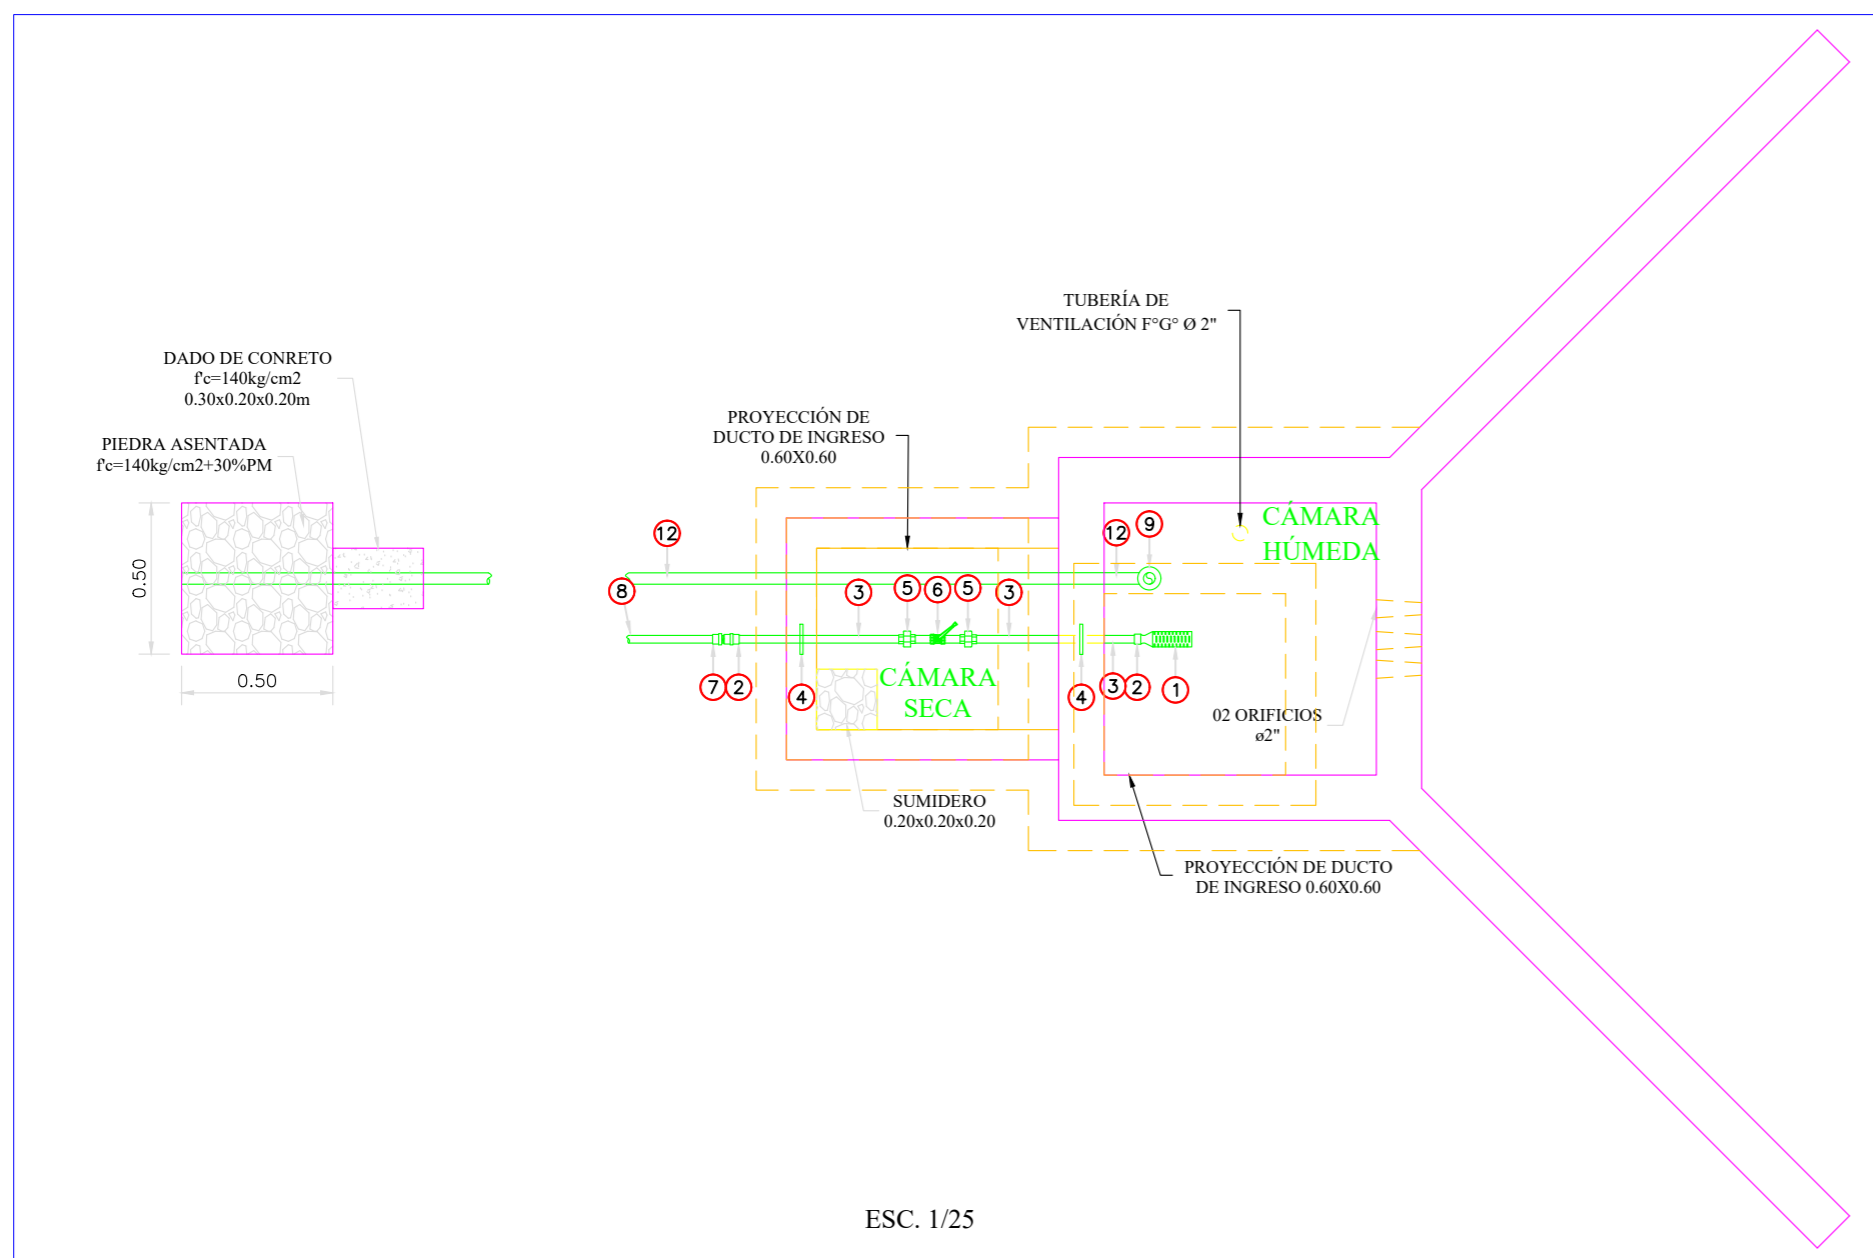 TUBERÍA DE
VENTILACIÓN F°G° Ø 2"
DADO DE CONRETO
f'c=140kg/cm2
0.30x0.20x0.20m
PIEDRA ASENTADA
f'c=140kg/cm2+30%PM
PROYECCIÓN DE
DUCTO DE INGRESO
0.60X0.60
0.50
0.50
CÁMARA
HÚMEDA
12
12
9
8
3
5
6
5
3
7
2
4
4
3
2
1
CÁMARA
SECA
02 ORIFICIOS
ø2"
SUMIDERO
0.20x0.20x0.20
PROYECCIÓN DE DUCTO
DE INGRESO 0.60X0.60
ESC. 1/25